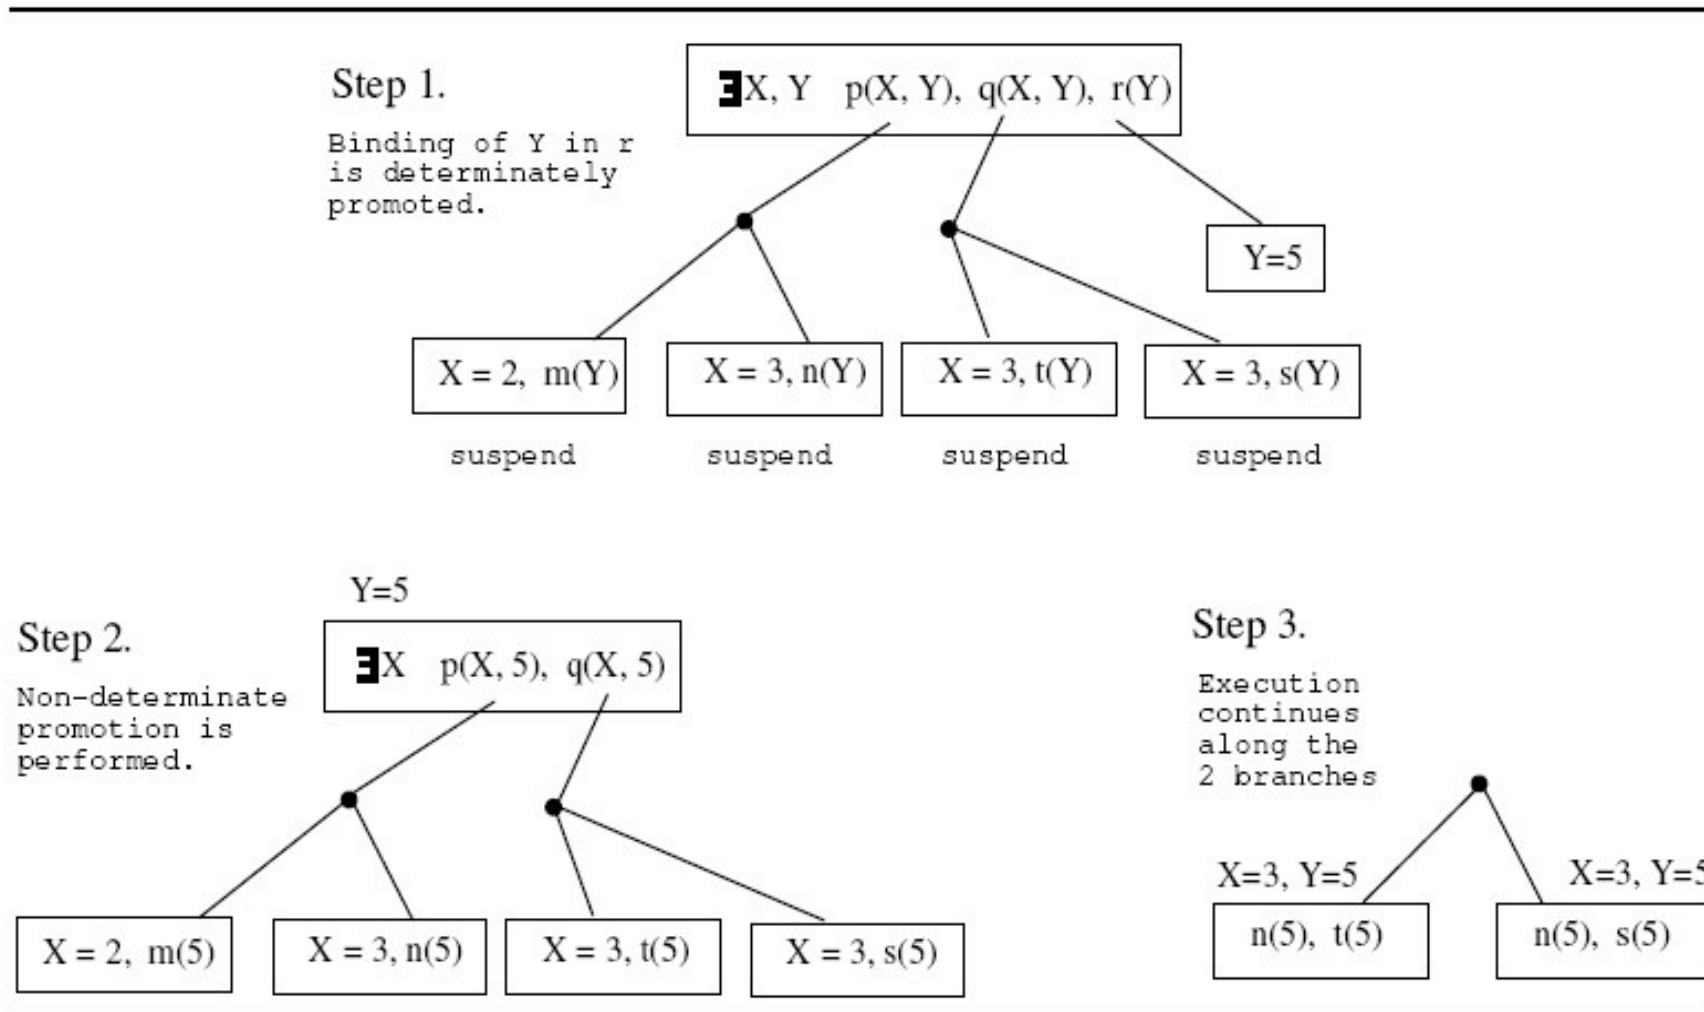 Step 1.
Binding of Y in r
is determinately
promoted.
∃X, Y p(X, Y), q(X, Y), r(Y)
Y=5
X = 2, m(Y)
X = 3, n(Y)
X = 3, t(Y)
X = 3, s(Y)
suspend
suspend
suspend
suspend
Step 2.
Non-determinate
promotion is
performed.
Y=5
∃X p(X, 5), q(X, 5)
X = 2, m(5)
X = 3, n(5)
X = 3, t(5)
X = 3, s(5)
Step 3.
Execution
continues
along the
2 branches
X=3, Y=5
X=3, Y=5
n(5), t(5)
n(5), s(5)